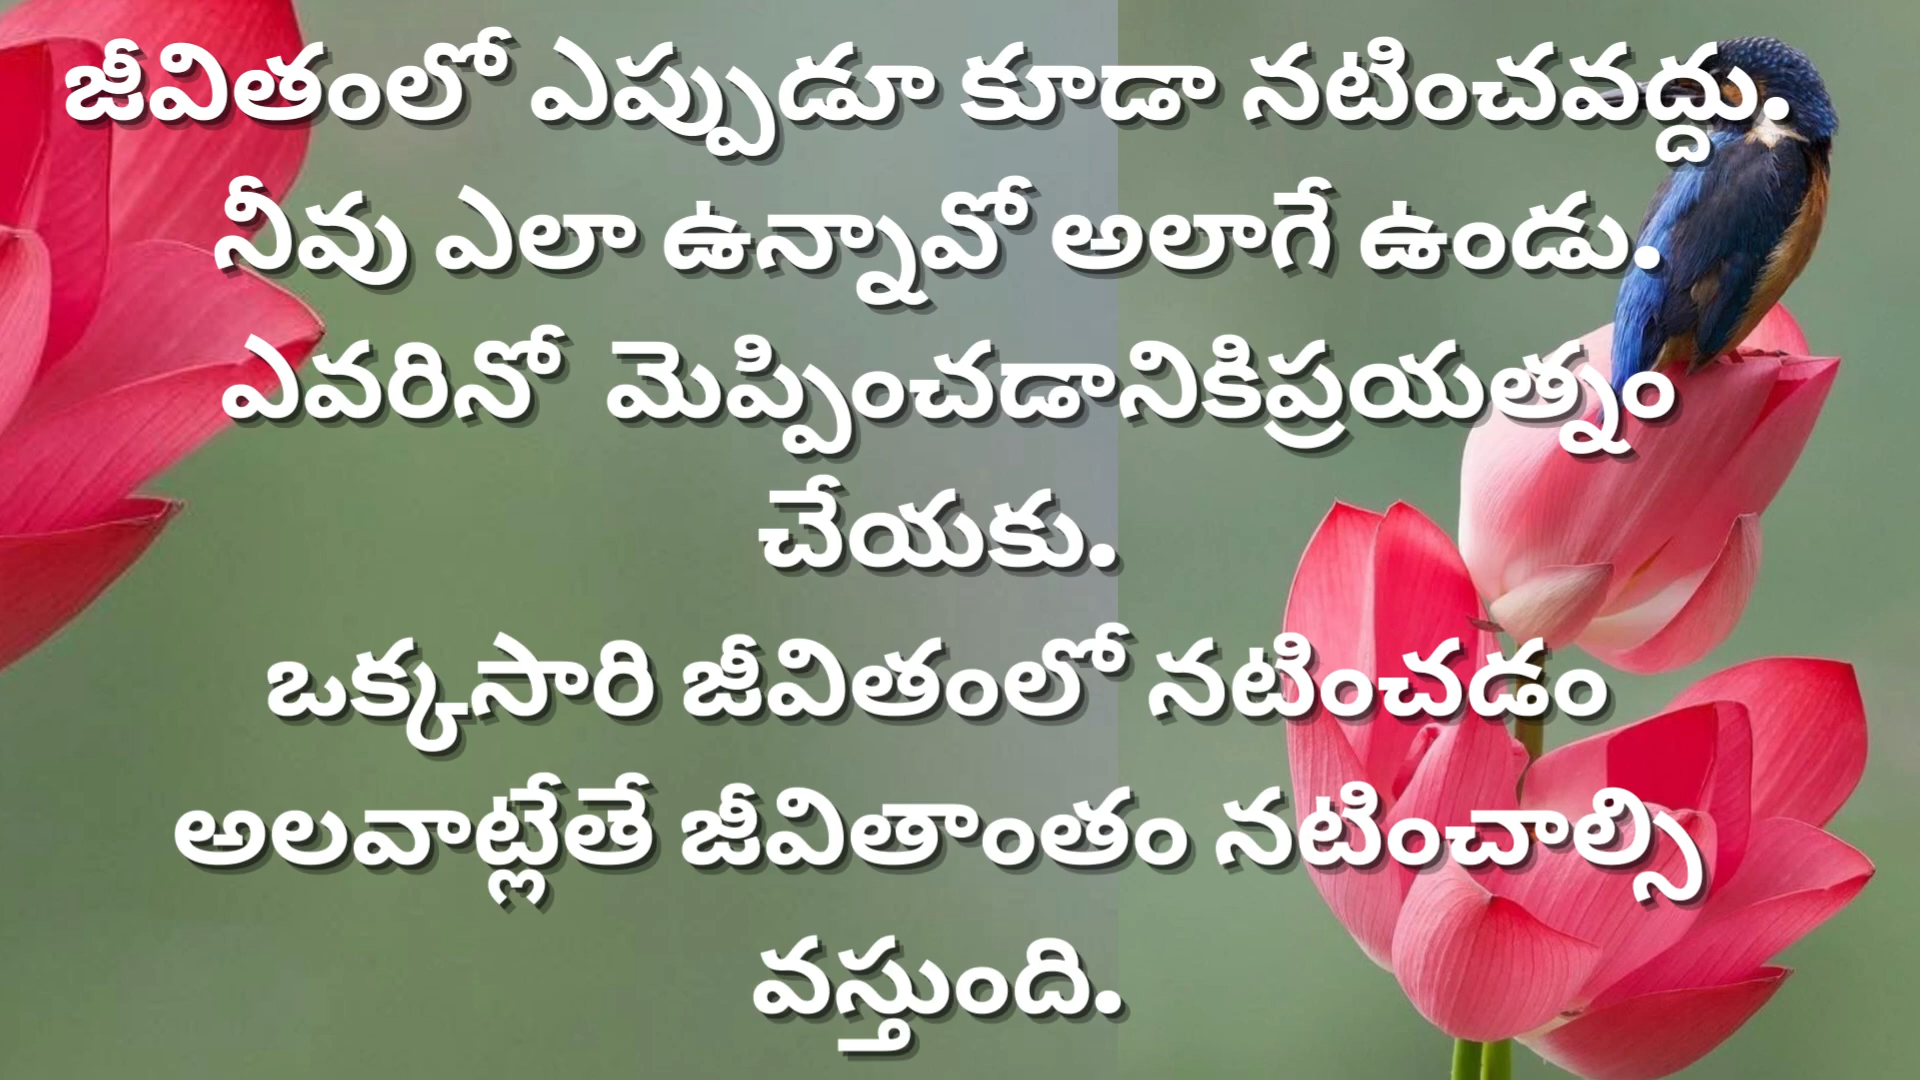 జీవితంలో ఎప్పుడూ కూడా నటించవద్దు.
నీవు ఎలా ఉన్నావో అలాగే ఉండు.
ఎవరినో మెప్పించడానికిప్రయత్నం
చేయకు.
ఒక్కసారి జీవితంలో నటించడం
అలవాట్లేతే జీవితాంతం నటించాల్సి
వస్తుంది.